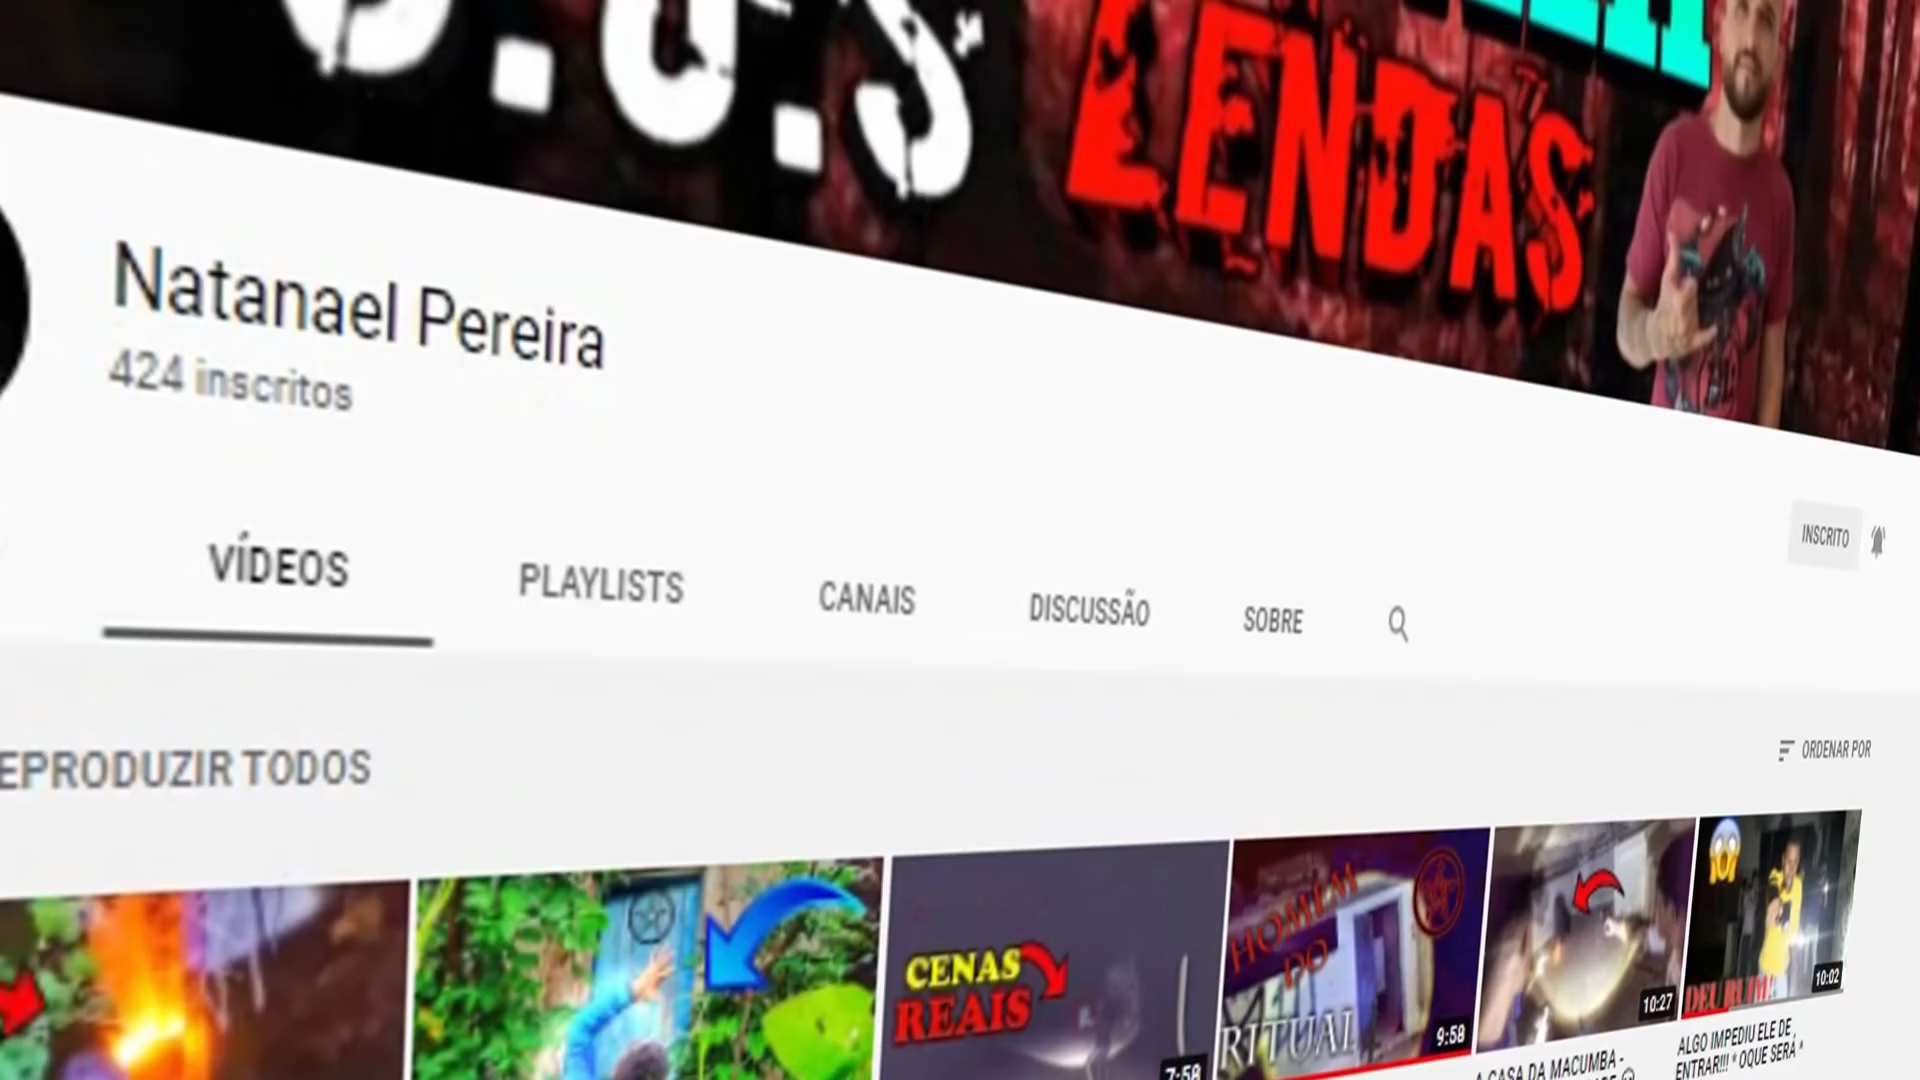 LENDAS
Natanael Pereira
424 inscritos
INSCRITO
VÍDEOS
PLAYLISTS
CANAIS
DISCUSSÃO
SOBRE
EPRODUZIR TODOS
ORDENAR POR
CENAS
REAIS
7:58
HOMEM
DO
RITUAL
9:58
10:27
DEU RUIM!
10:02
A CASA DA MACUMBA -
ALGO IMPEDIU ELE DE
ENTRAR!!! * OQUE SERÁ *